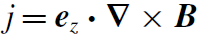 j = e_z · ∇ × B